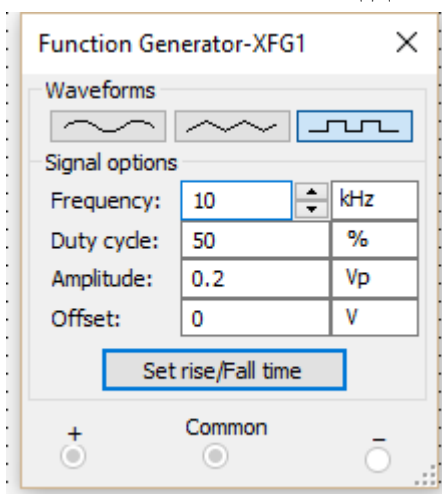 Function Generator-XFG1
Waveforms
Signal options
Frequency: 10 kHz
Duty cycle: 50 %
Amplitude: 0.2 Vp
Offset: 0 V
Set rise/Fall time
+ Common −